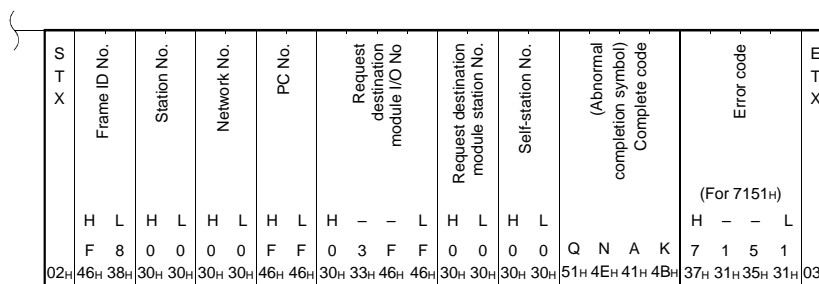 S
T
X
Frame ID No.
Station No.
Network No.
PC No.
Request
destination
module I/O No
Request destination
module station No.
Self-station No.
(Abnormal
completion symbol)
Complete code
Error code
E
T
X
(For 7151H)
H L H L H L H L H – – L H L H L H – – L
F 8 0 0 0 0 F F 0 3 F F 0 0 0 0 Q N A K 7 1 5 1
02H 46H 38H 30H 30H 30H 30H 46H 46H 30H 33H 46H 46H 30H 30H 30H 30H 51H 4EH 41H 4BH 37H 31H 35H 31H 03